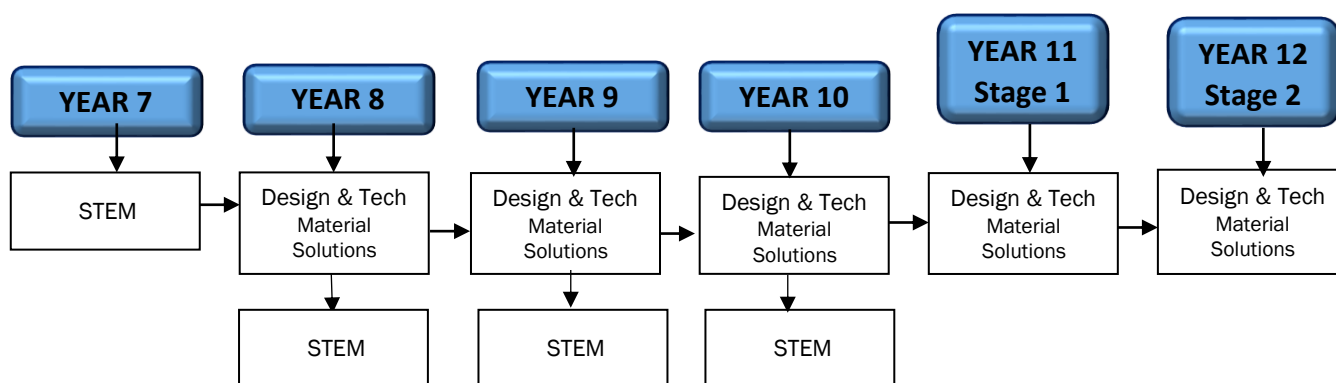 YEAR 7
YEAR 8
YEAR 9
YEAR 10
YEAR 11
Stage 1
YEAR 12
Stage 2
STEM
Design & Tech
Material
Solutions
Design & Tech
Material
Solutions
Design & Tech
Material
Solutions
Design & Tech
Material
Solutions
Design & Tech
Material
Solutions
STEM
STEM
STEM